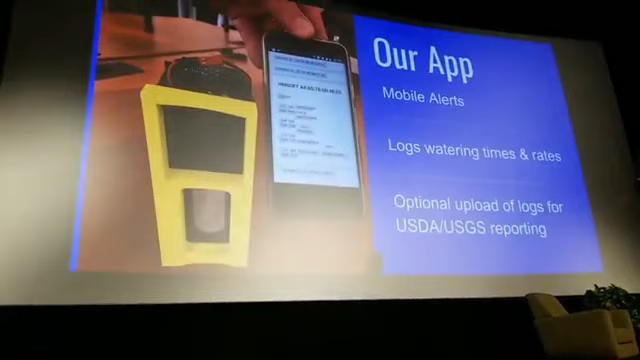 Our App
Mobile Alerts
Logs watering times & rates
Optional upload of logs for
USDA/USGS reporting